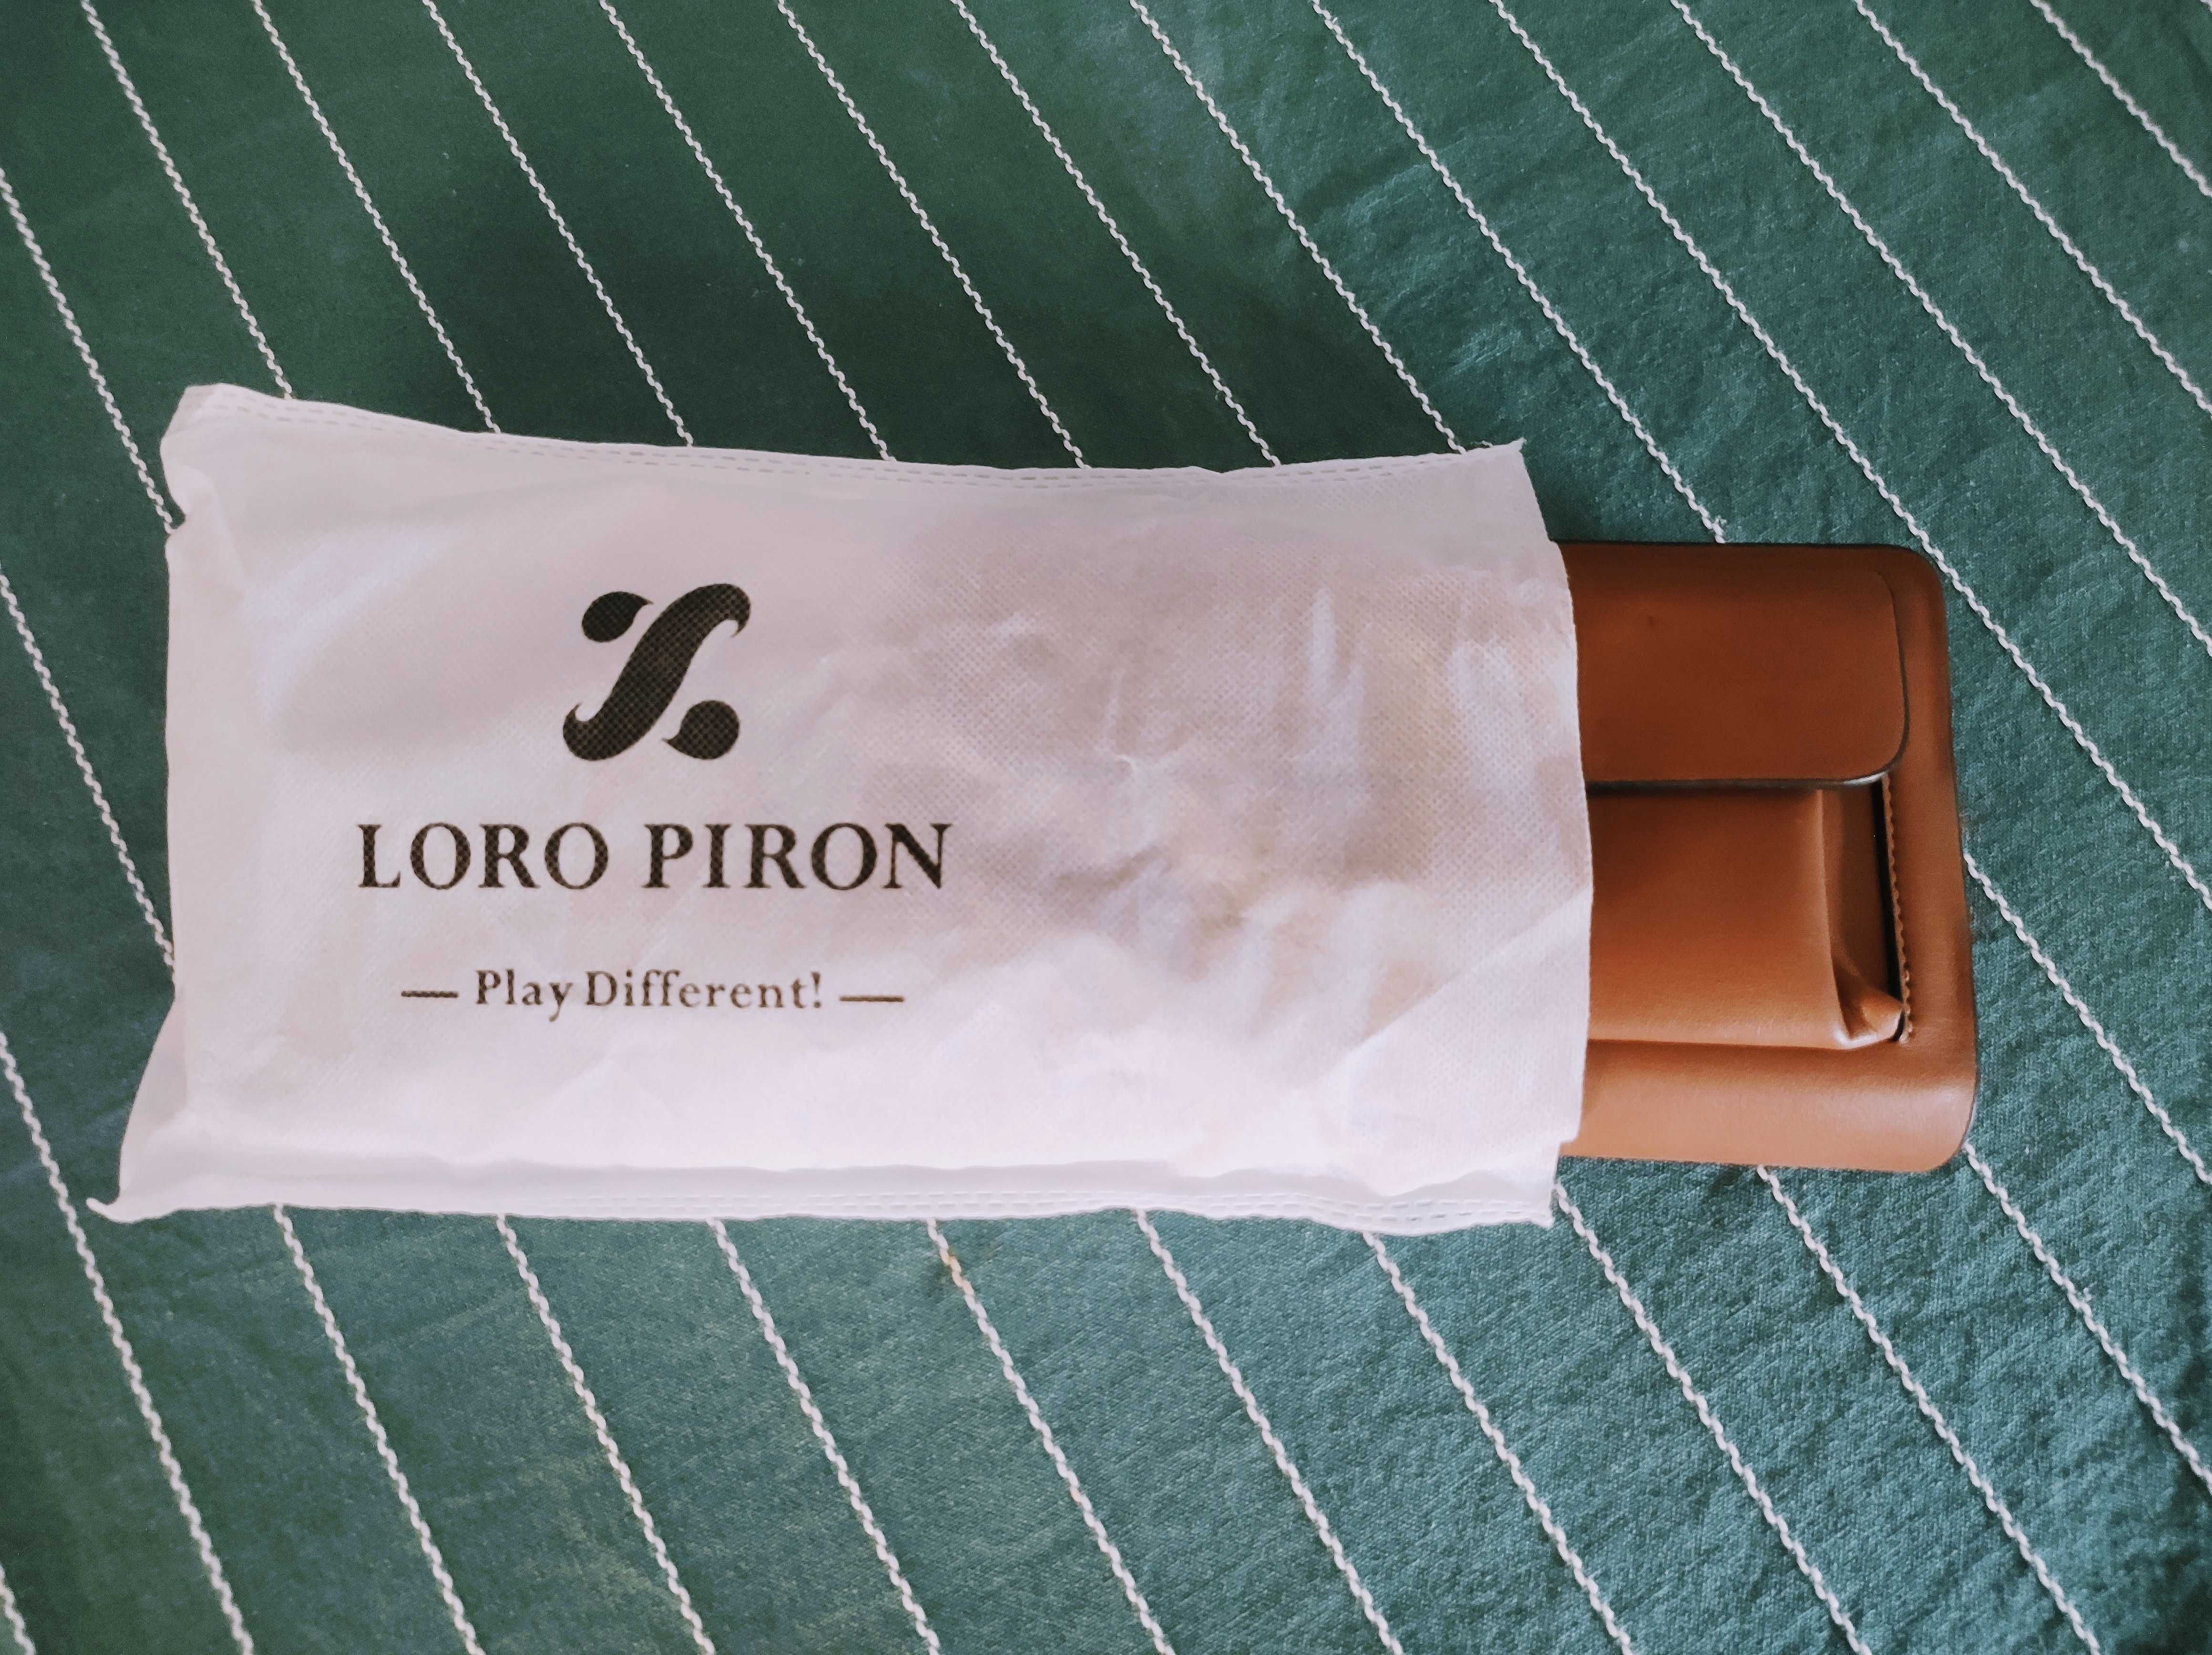 LORO PIRON
— Play Different! —